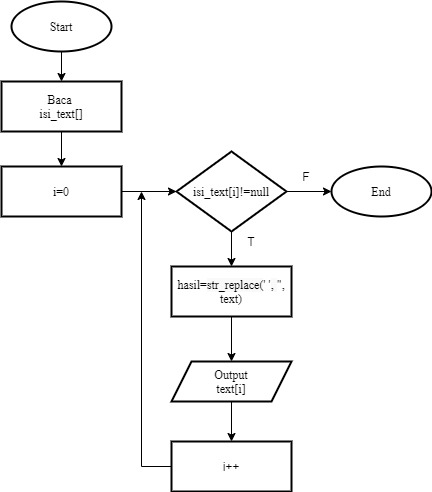 Start
Baca
isi_text[]
i=0
isi_text[i]!=null
F
End
T
hasil=str_replace(' ', '',
text)
Output
text[i]
i++